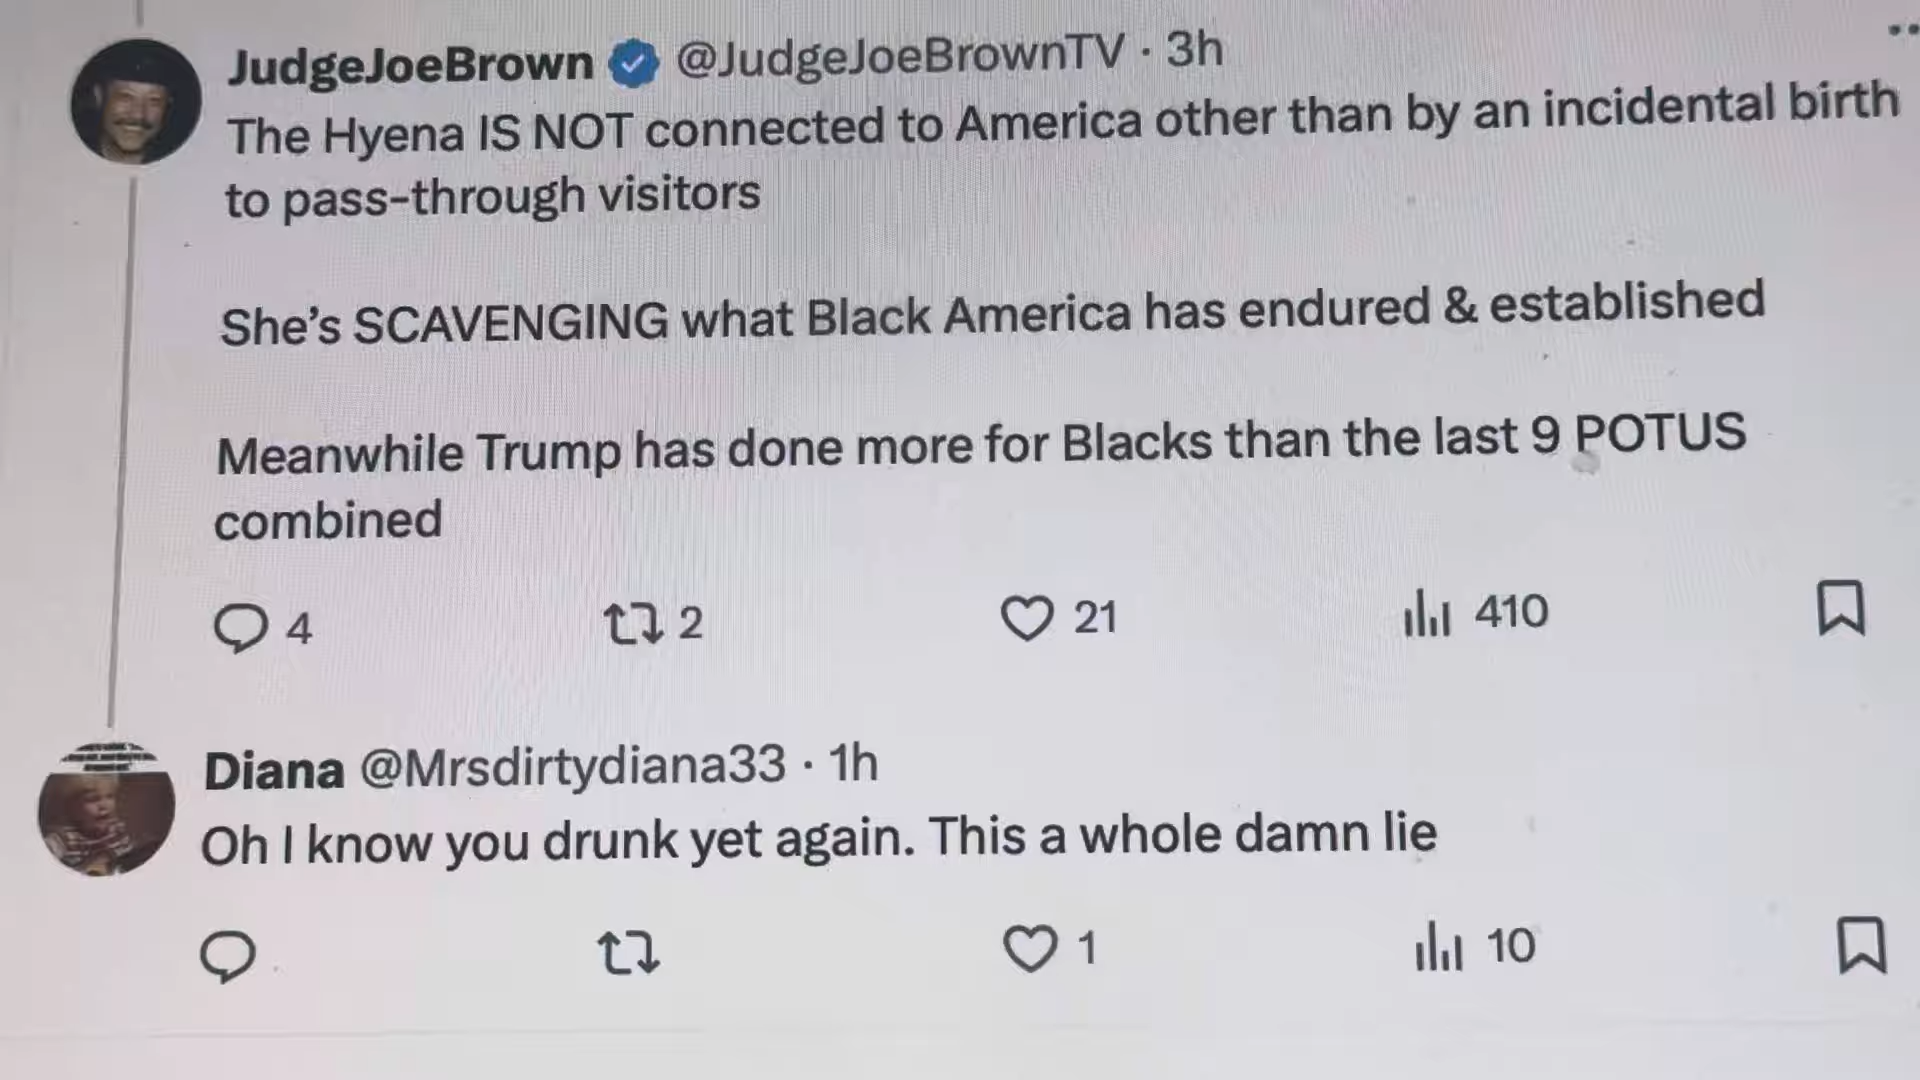 JudgeJoeBrown @JudgeJoeBrownTV · 3h
The Hyena IS NOT connected to America other than by an incidental birth
to pass-through visitors
She's SCAVENGING what Black America has endured & established
Meanwhile Trump has done more for Blacks than the last 9 POTUS
combined
4 2 21 410
Diana @Mrsdirtydiana33 · 1h
Oh I know you drunk yet again. This a whole damn lie
1 10